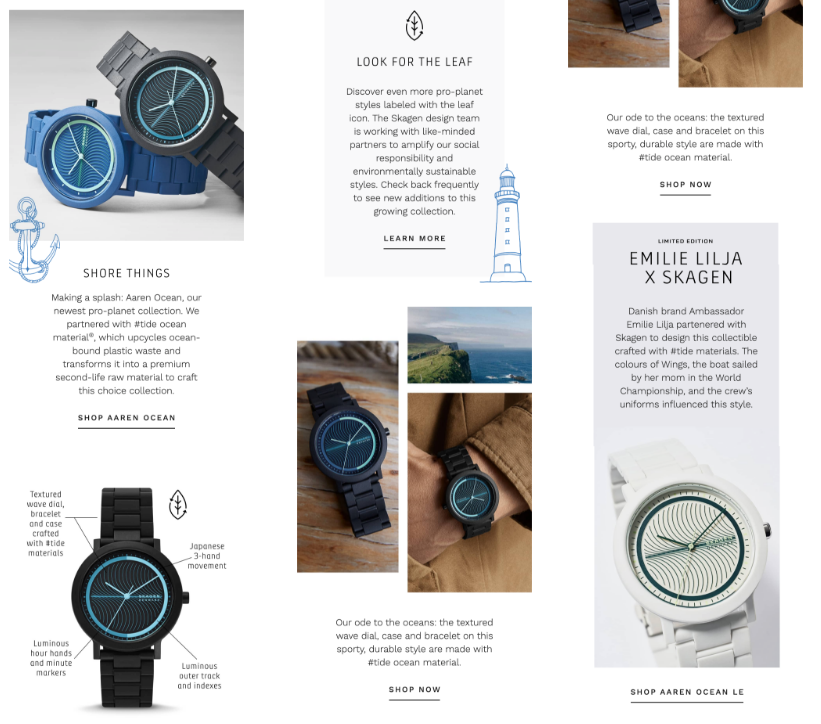 SHORE THINGS
Making a splash: Aaren Ocean, our
newest pro-planet collection. We
partnered with #tide ocean
material®, which upcycles ocean-
bound plastic waste and
transforms it into a premium
second-life raw material to craft
this choice collection.
SHOP AAREN OCEAN
Textured
wave dial,
bracelet
and case
crafted
with #tide
materials
Japanese
3-hand
movement
Luminous
hour hands
and minute
markers
Luminous
outer track
and indexes
SKAGEN
LOOK FOR THE LEAF
Discover even more pro-planet
styles labeled with the leaf
icon. The Skagen design team
is working with like-minded
partners to amplify our social
responsibility and
environmentally sustainable
styles. Check back frequently
to see new additions to this
growing collection.
LEARN MORE
Our ode to the oceans: the textured
wave dial, case and bracelet on this
sporty, durable style are made with
#tide ocean material.
SHOP NOW
Our ode to the oceans: the textured
wave dial, case and bracelet on this
sporty, durable style are made with
#tide ocean material.
SHOP NOW
LIMITED EDITION
EMILIE LILJA
X SKAGEN
Danish brand Ambassador
Emilie Lilja partenered with
Skagen to design this collectible
crafted with #tide materials. The
colours of Wings, the boat sailed
by her mom in the World
Championship, and the crew's
uniforms influenced this style.
SHOP AAREN OCEAN LE